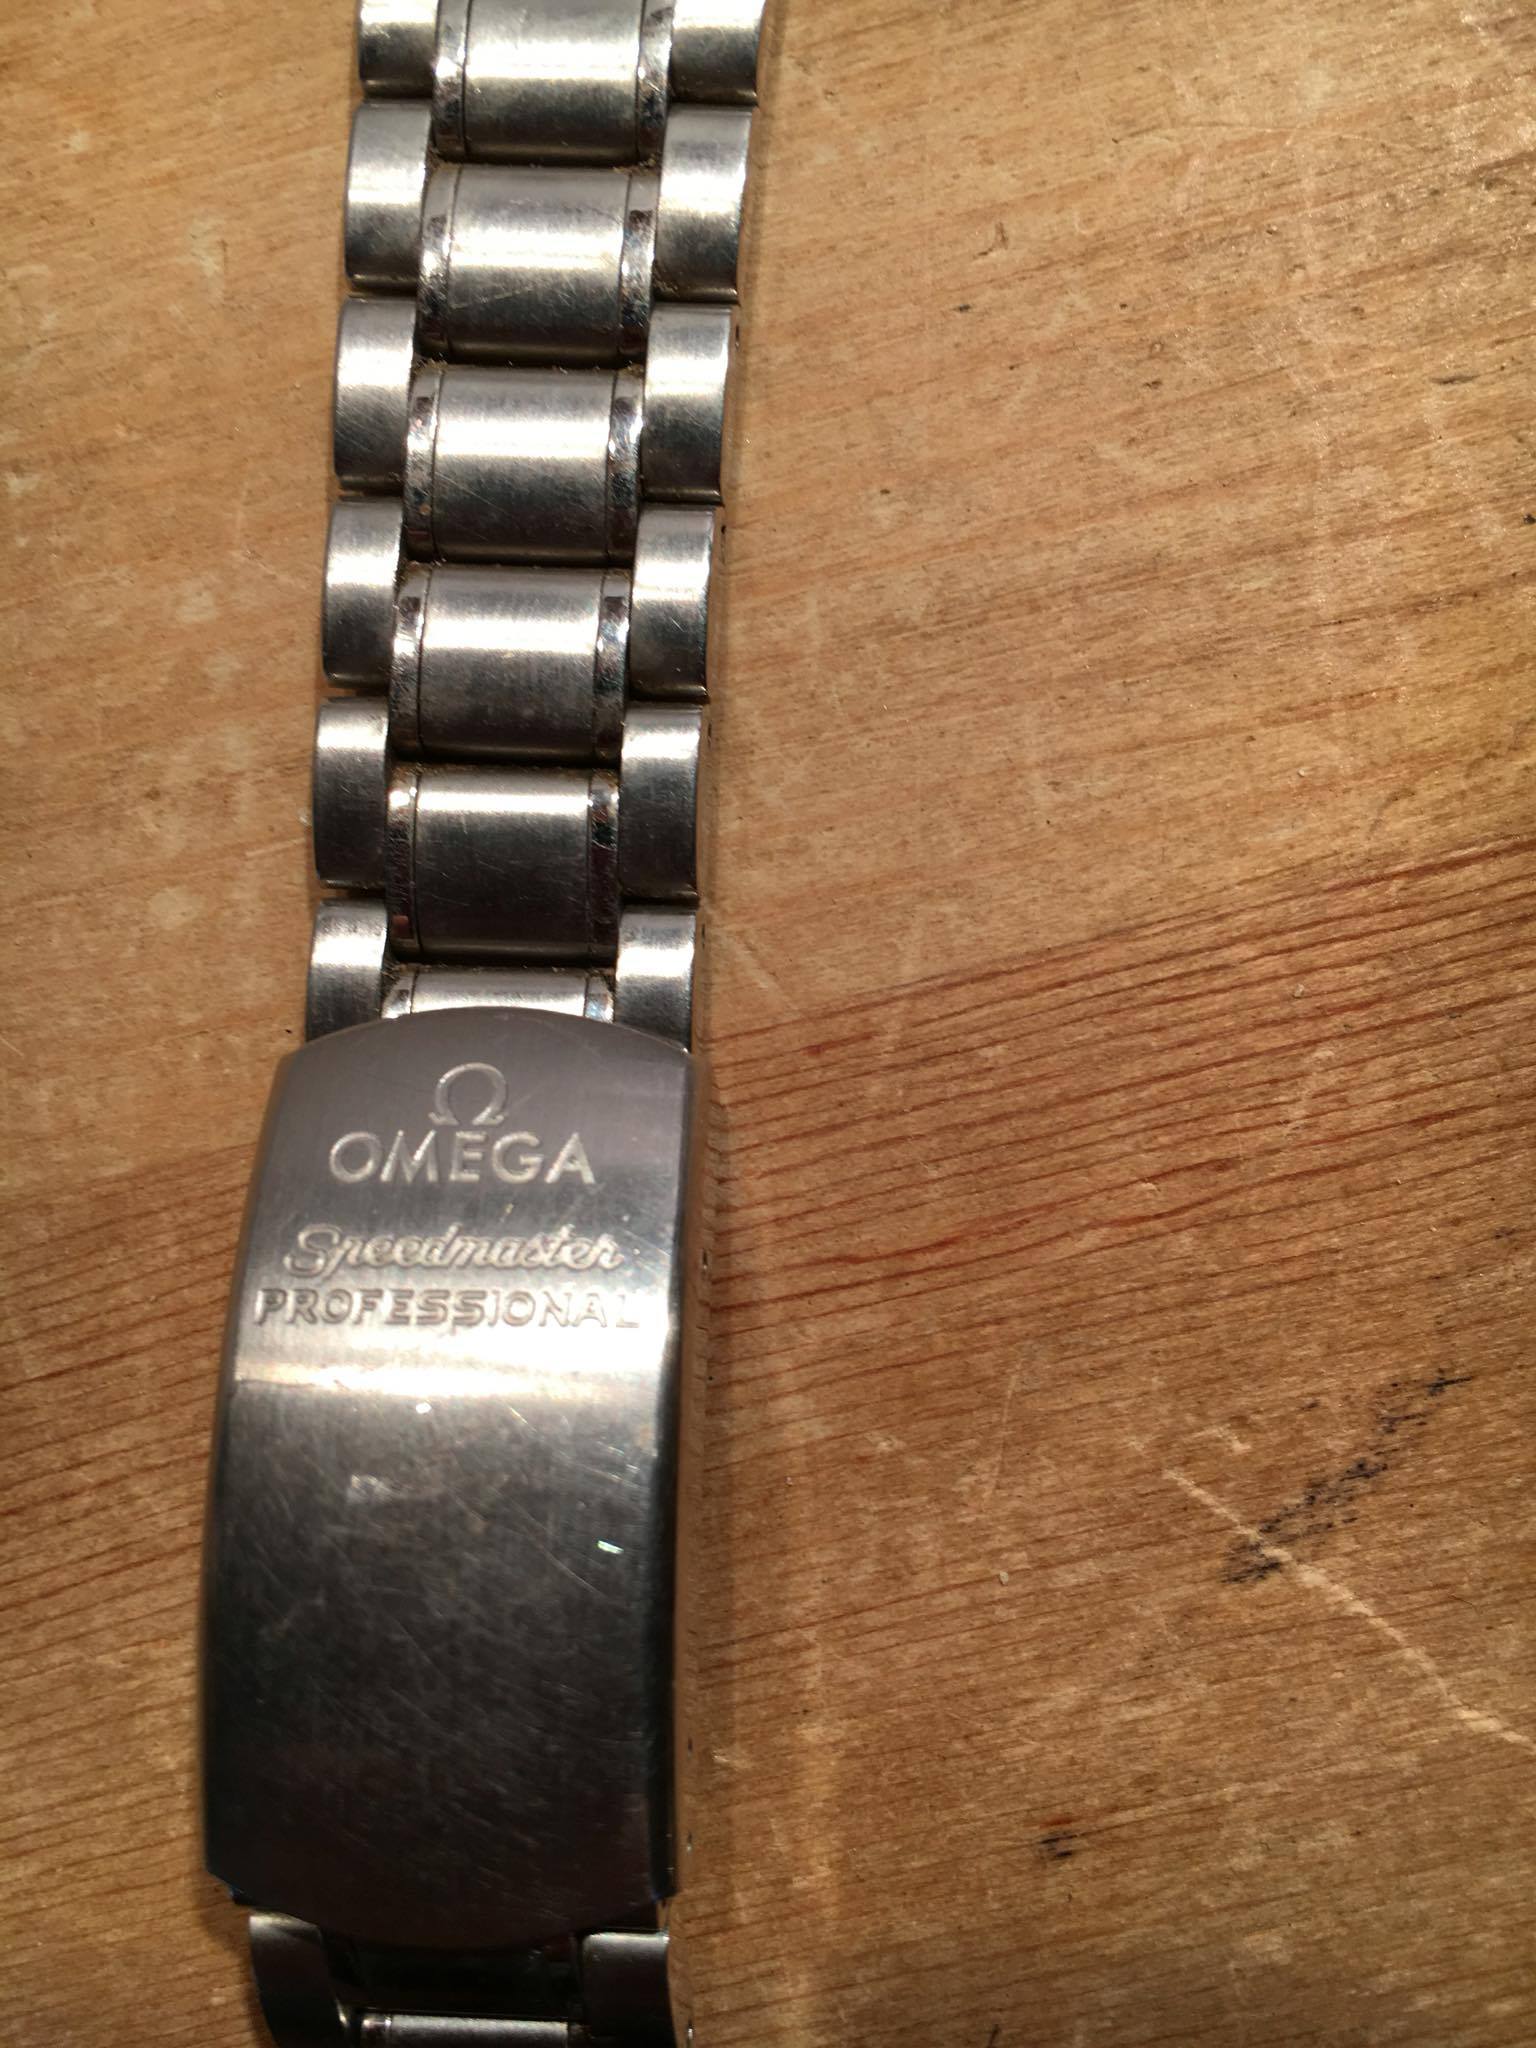 Ω
OMEGA
Speedmaster
PROFESSIONAL